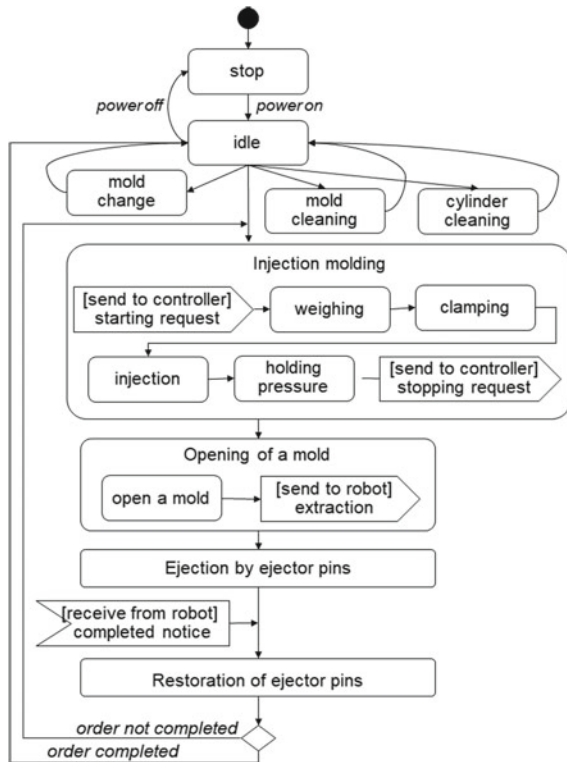 stop
power off
power on
idle
mold
change
mold
cleaning
cylinder
cleaning
Injection molding
[send to controller]
starting request
weighing
clamping
injection
holding
pressure
[send to controller]
stopping request
Opening of a mold
open a mold
[send to robot]
extraction
Ejection by ejector pins
[receive from robot]
completed notice
Restoration of ejector pins
order not completed
order completed